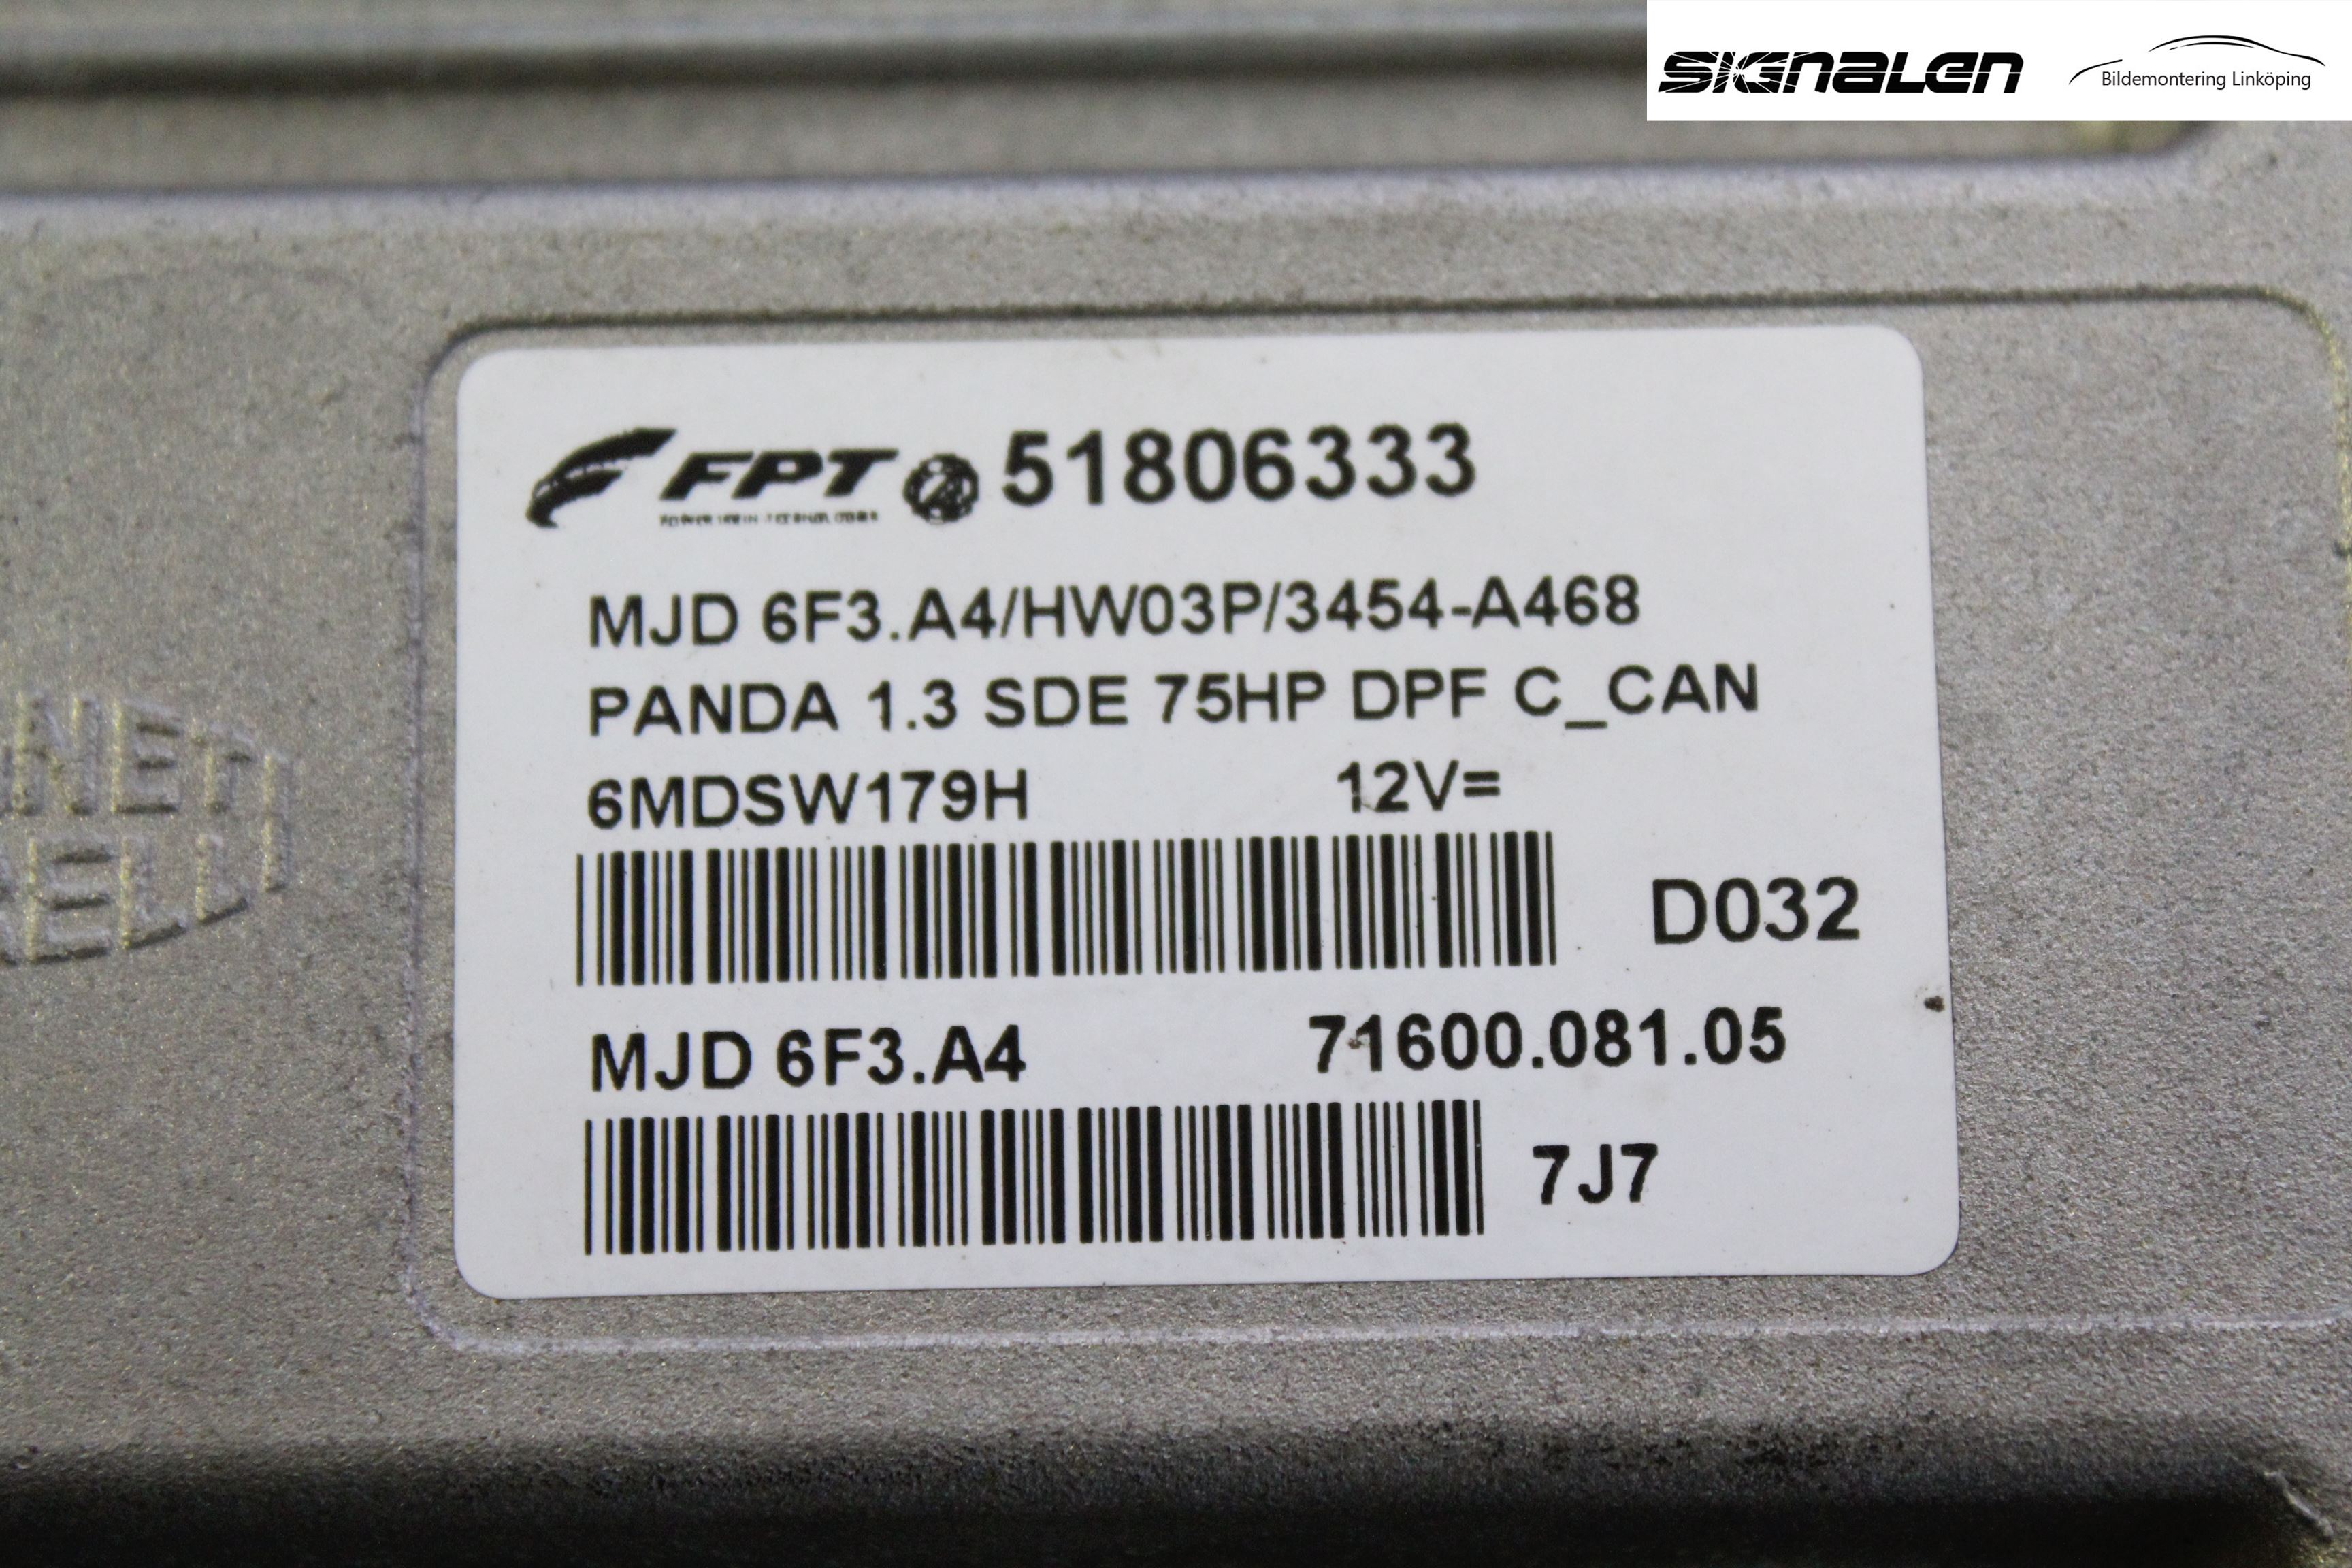 SIGNALEN
Bildemontering Linköping
FPT 51806333
MJD 6F3.A4/HW03P/3454-A468
PANDA 1.3 SDE 75HP DPF C_CAN
6MDSW179H 12V=
D032
MJD 6F3.A4 71600.081.05
7J7